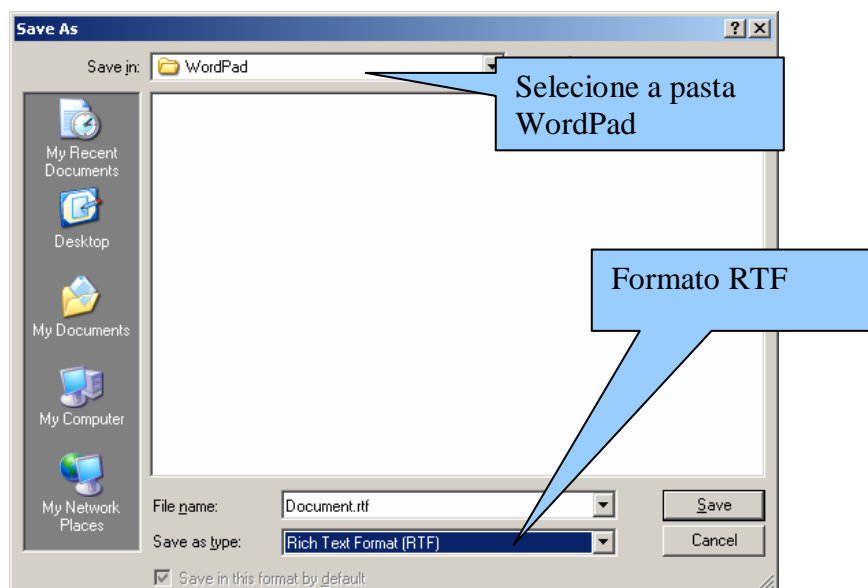 Save As
Save in: WordPad
Selecione a pasta
WordPad
My Recent
Documents
Desktop
Formato RTF
My Documents
My Computer
My Network
Places
File name: Document.rtf Save
Save as type: Rich Text Format (RTF) Cancel
Save in this format by default